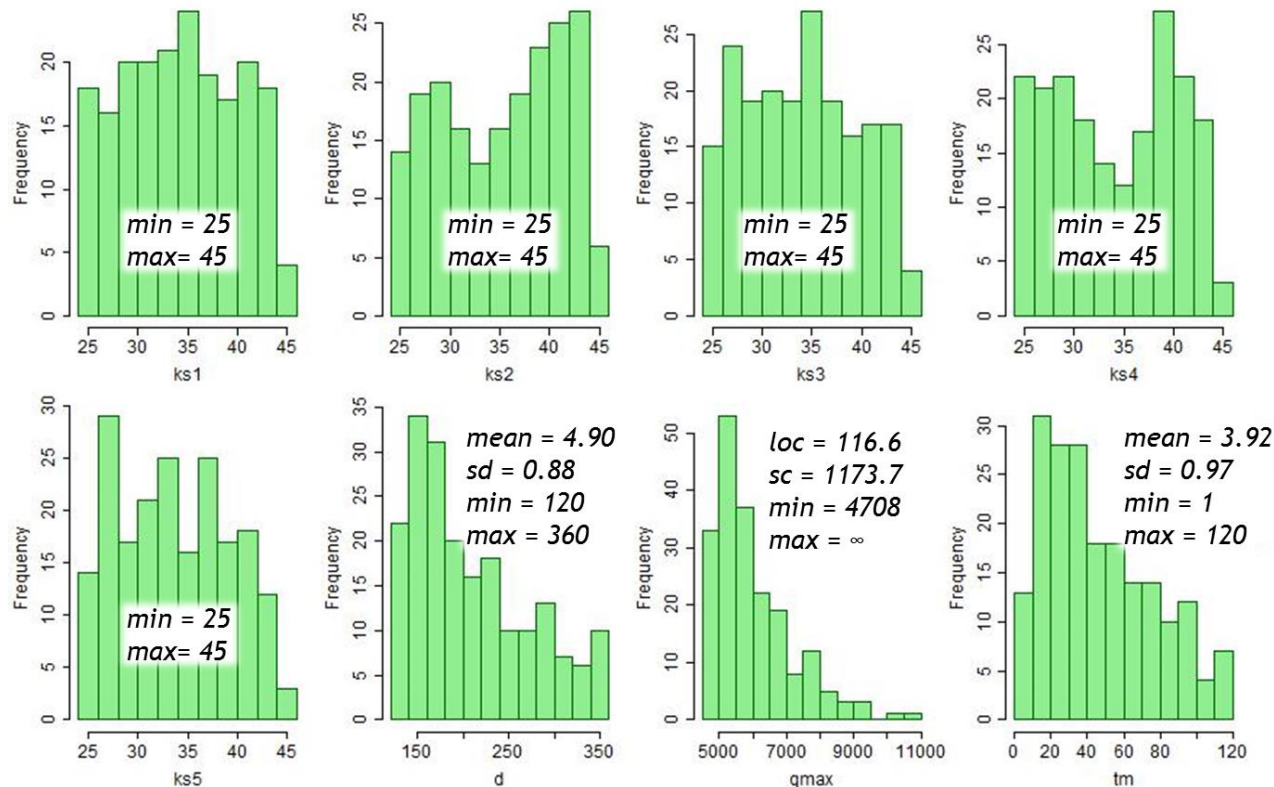 Frequency
20
15
10
5
0
min = 25
max= 45
25 30 35 40 45
ks1
Frequency
25
20
15
10
5
0
min = 25
max= 45
25 30 35 40 45
ks2
Frequency
25
20
15
10
5
0
min = 25
max= 45
25 30 35 40 45
ks3
Frequency
25
20
15
10
5
0
min = 25
max= 45
25 30 35 40 45
ks4
Frequency
30
25
20
15
10
5
0
min = 25
max= 45
25 30 35 40 45
ks5
Frequency
35
30
25
20
15
10
5
0
mean = 4.90
sd = 0.88
min = 120
max = 360
150 250 350
d
Frequency
50
40
30
20
10
0
loc = 116.6
sc = 1173.7
min = 4708
max = ∞
5000 7000 9000 11000
qmax
Frequency
30
25
20
15
10
5
0
mean = 3.92
sd = 0.97
min = 1
max = 120
0 20 40 60 80 120
tm